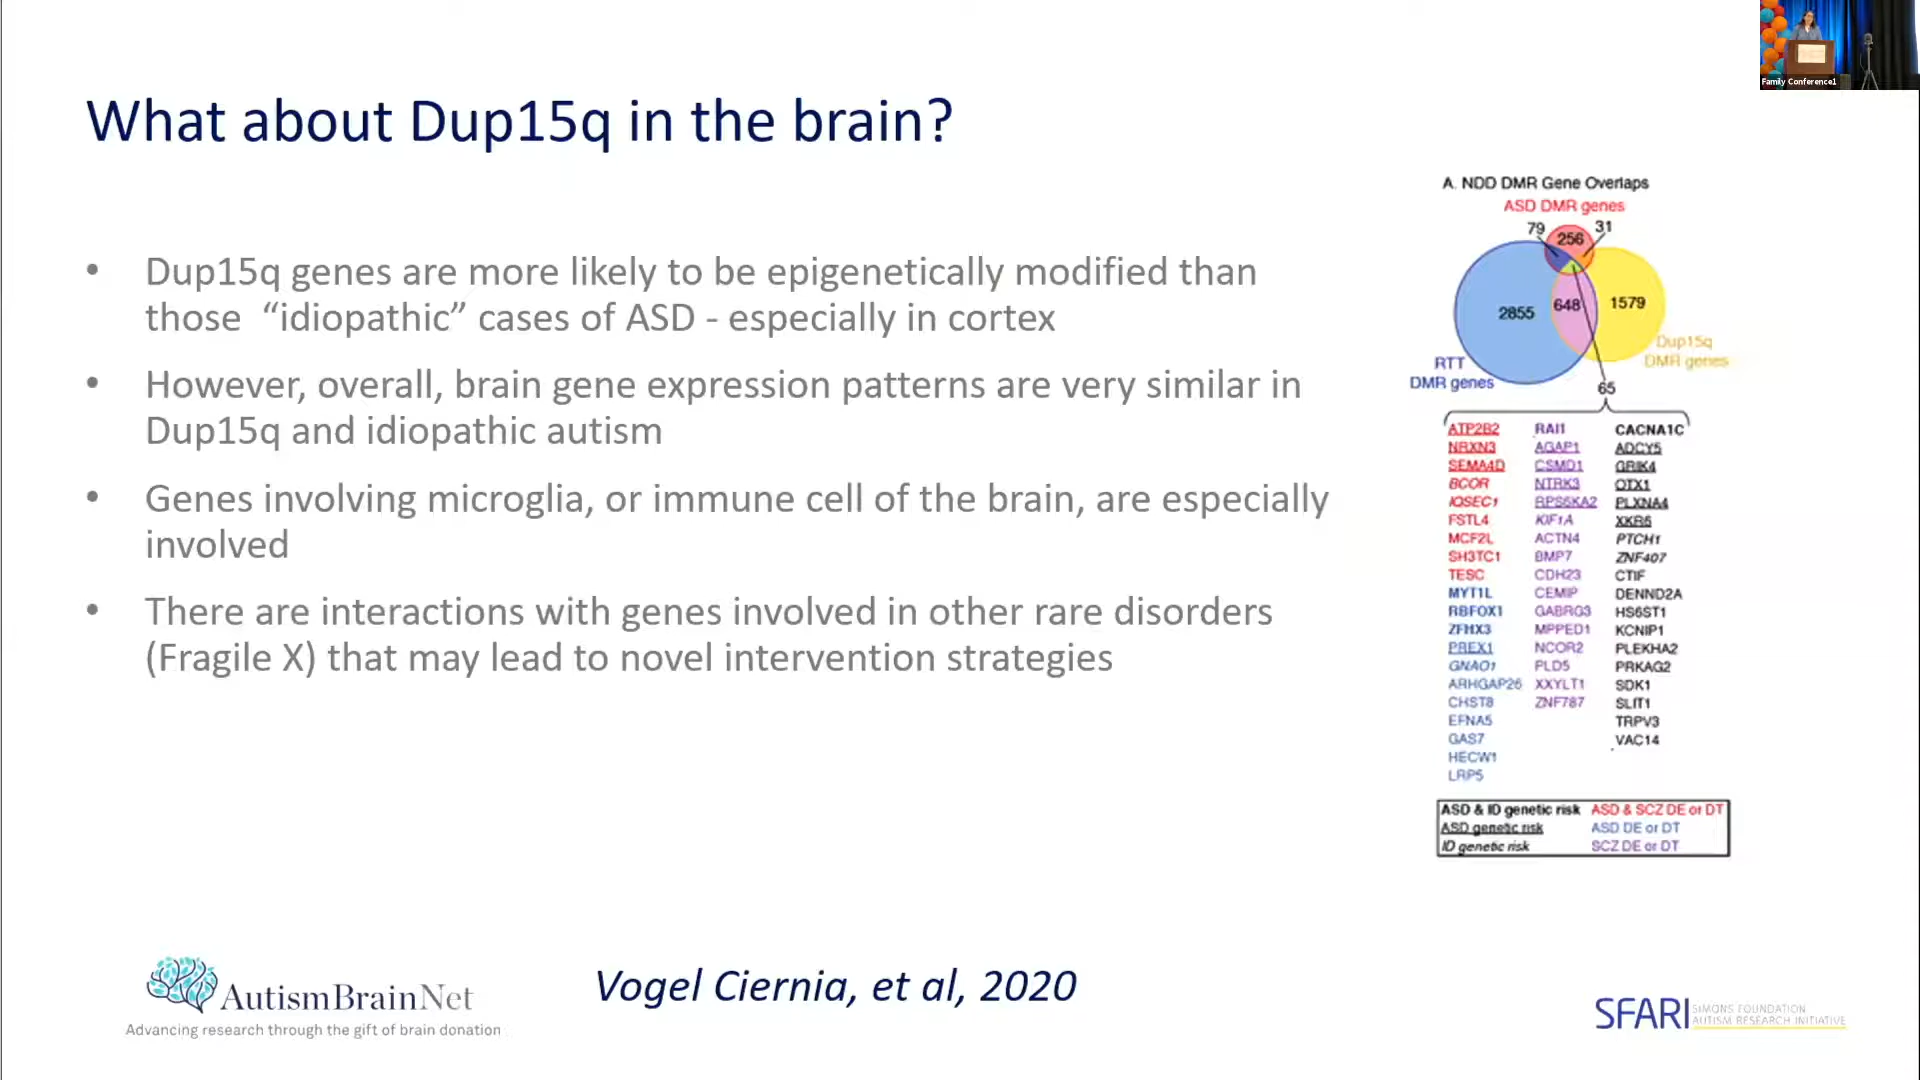 Family Conference1
What about Dup15q in the brain?
• Dup15q genes are more likely to be epigenetically modified than
those “idiopathic” cases of ASD - especially in cortex
• However, overall, brain gene expression patterns are very similar in
Dup15q and idiopathic autism
• Genes involving microglia, or immune cell of the brain, are especially
involved
• There are interactions with genes involved in other rare disorders
(Fragile X) that may lead to novel intervention strategies
A. NDD DMR Gene Overlaps
ASD DMR genes
79
256
31
2855
648
1579
RTT
DMR genes
Dup15q
DMR genes
65
ATP2B2
NRXN3
SEMA4D
BCOR
IQSEC1
FSTL4
MCF2L
SH3TC1
TESC
MYT1L
RBFOX1
ZFHX3
PREX1
GNAO1
ARHGAP26
CHST8
EFNA5
GAS7
HECW1
LRP5
RAI1
AGAP1
CSMD1
NTRK3
RPS6KA2
KIF1A
ACTN4
BMP7
CDH23
CEMIP
GABRG3
MPPED1
NCOR2
PLD5
XXYLT1
ZNF787
CACNA1C
ADCY5
GRIK4
OTX1
PLXNA4
XKR6
PTCH1
ZNF407
CTIF
DENND2A
HS6ST1
KCNIP1
PLEKHA2
PRKAG2
SDK1
SLIT1
TRPV3
VAC14
ASD & ID genetic risk ASD & SCZ DE or DT
ASD genetic risk ASD DE or DT
ID genetic risk SCZ DE or DT
AutismBrainNet
Advancing research through the gift of brain donation
Vogel Ciernia, et al, 2020
SFARI
SIMONS FOUNDATION
AUTISM RESEARCH INITIATIVE